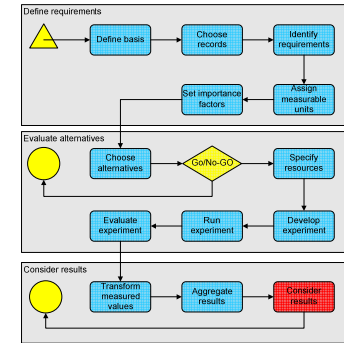 Define requirements
Define basis
Choose
records
Identify
requirements
Set importance
factors
Assign
measurable
units
Evaluate alternatives
Choose
alternatives
Go/No-GO
Specify
resources
Evaluate
experiment
Run
experiment
Develop
experiment
Consider results
Transform
measured
values
Aggregate
results
Consider
results